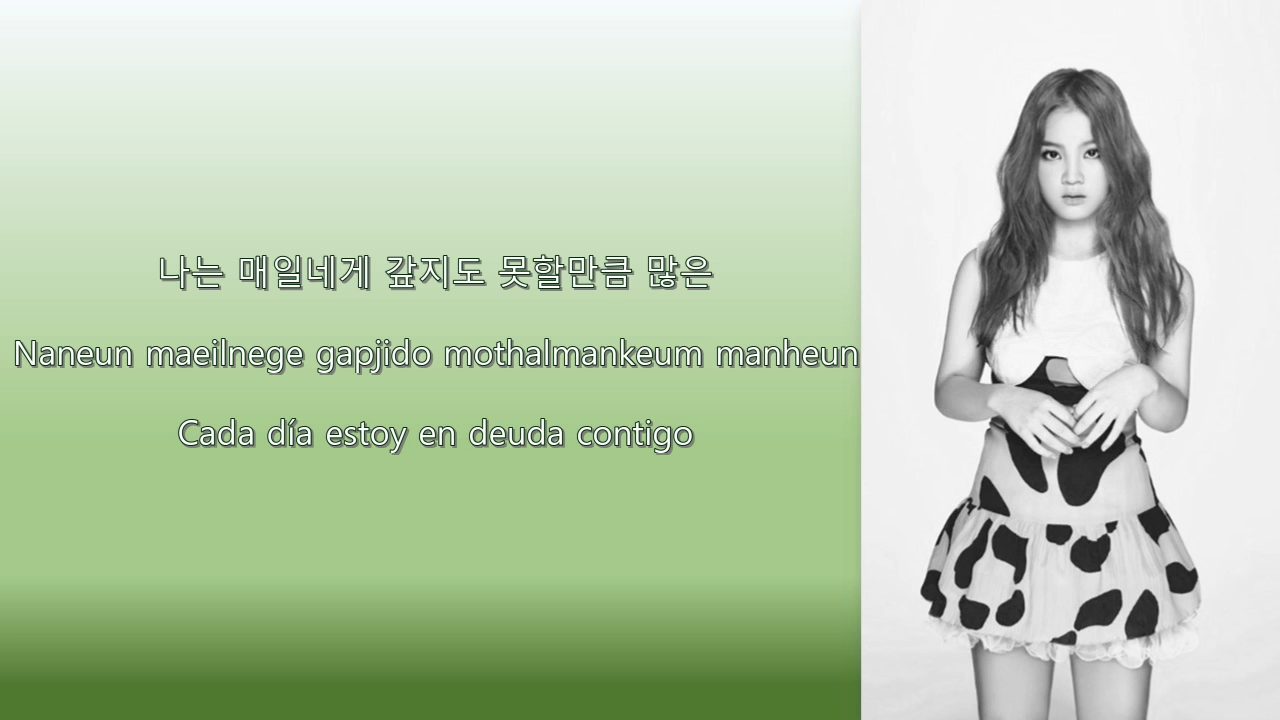 나는 매일네게 갚지도 못할만큼 많은
Naneun maeilnege gapjido mothalmankeum manheun
Cada día estoy en deuda contigo